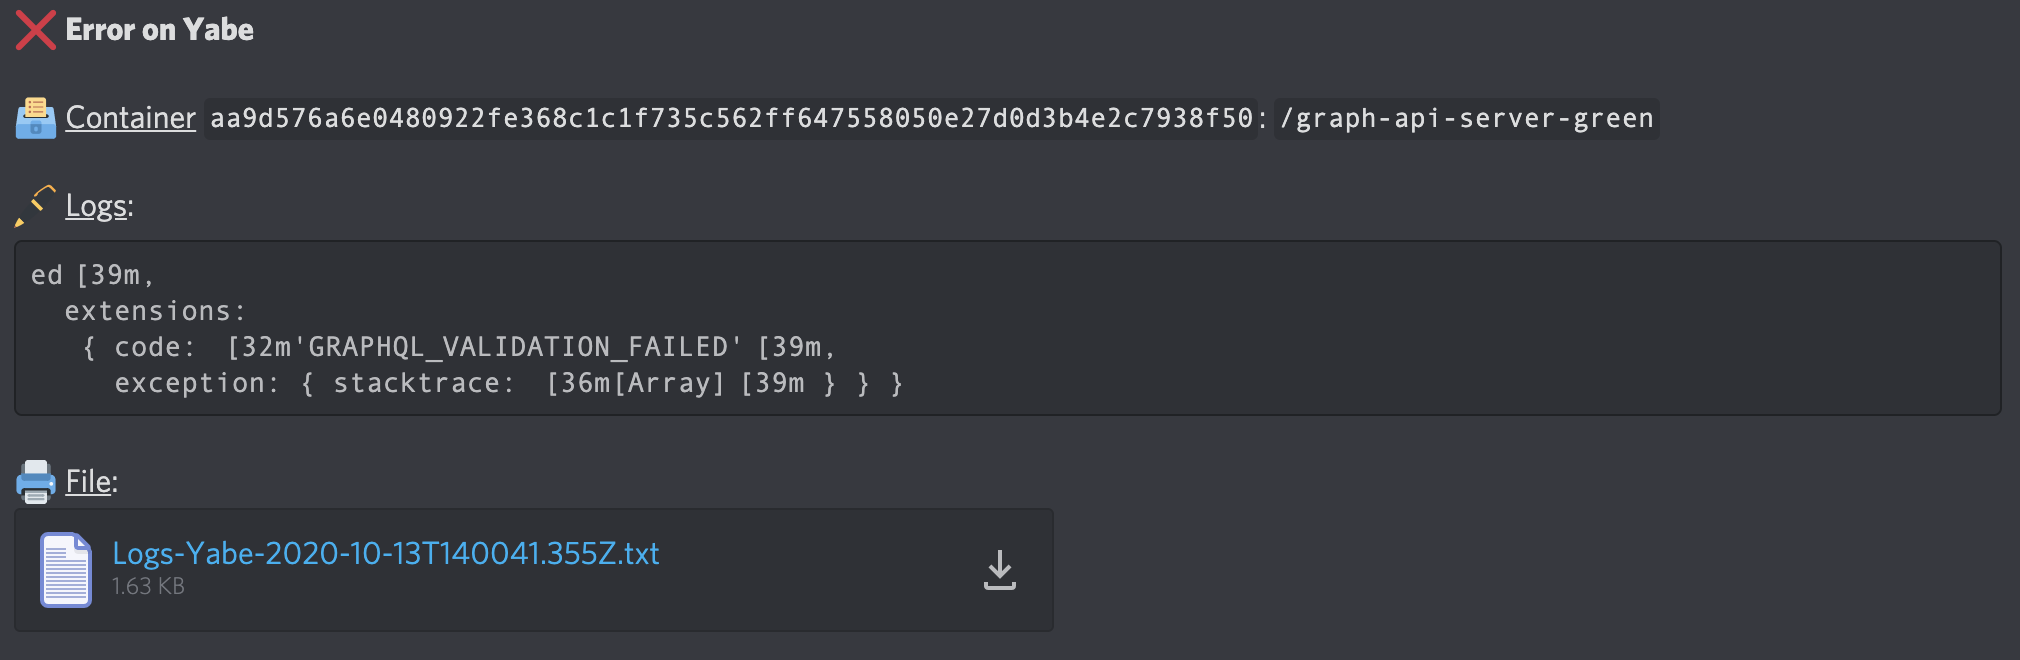 Error on Yabe
Container aa9d576a6e0480922fe368c1c1f735c562ff647558050e27d0d3b4e2c7938f50: /graph-api-server-green
Logs:
ed [39m,
  extensions:
   { code:  [32m'GRAPHQL_VALIDATION_FAILED' [39m,
     exception: { stacktrace:  [36m[Array] [39m } } }
File:
Logs-Yabe-2020-10-13T140041.355Z.txt
1.63 KB